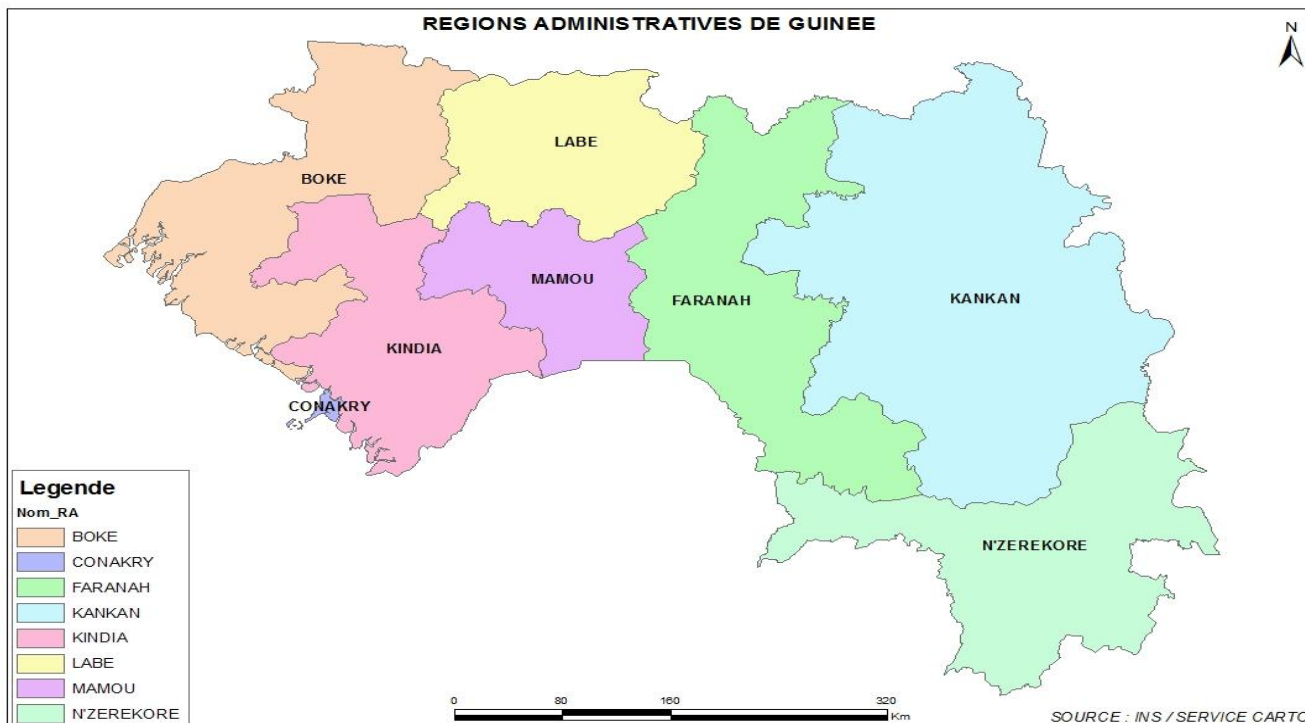 REGIONS ADMINISTRATIVES DE GUINEE
N
LABE
BOKE
MAMOU
FARANAH
KANKAN
KINDIA
CONAKRY
N'ZEREKORE
Legende
Nom_RA
BOKE
CONAKRY
FARANAH
KANKAN
KINDIA
LABE
MAMOU
N'ZEREKORE
0 80 160 320
Km
SOURCE : INS / SERVICE CARTO